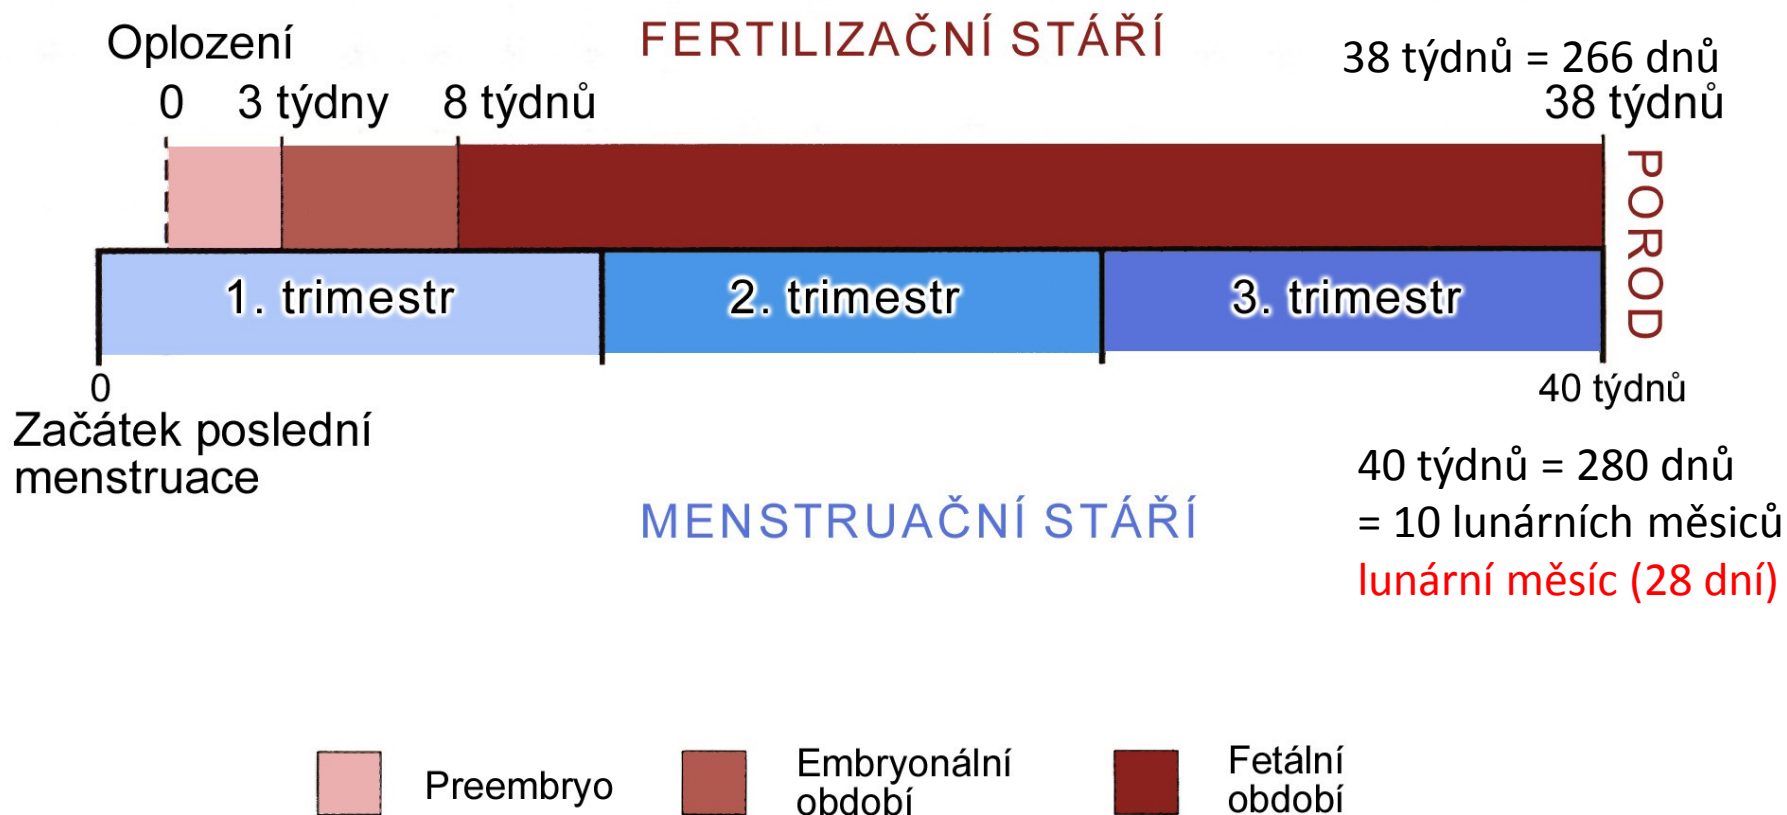 Oplození
FERTILIZAČNÍ STÁŘÍ
38 týdnů = 266 dnů
0 3 týdny 8 týdnů
38 týdnů
POROD
1. trimestr 2. trimestr 3. trimestr
0
40 týdnů
Začátek poslední
menstruace
40 týdnů = 280 dnů
= 10 lunárních měsiců
lunární měsíc (28 dní)
MENSTRUAČNÍ STÁŘÍ
Preembryo
Embryonální
období
Fetální
období